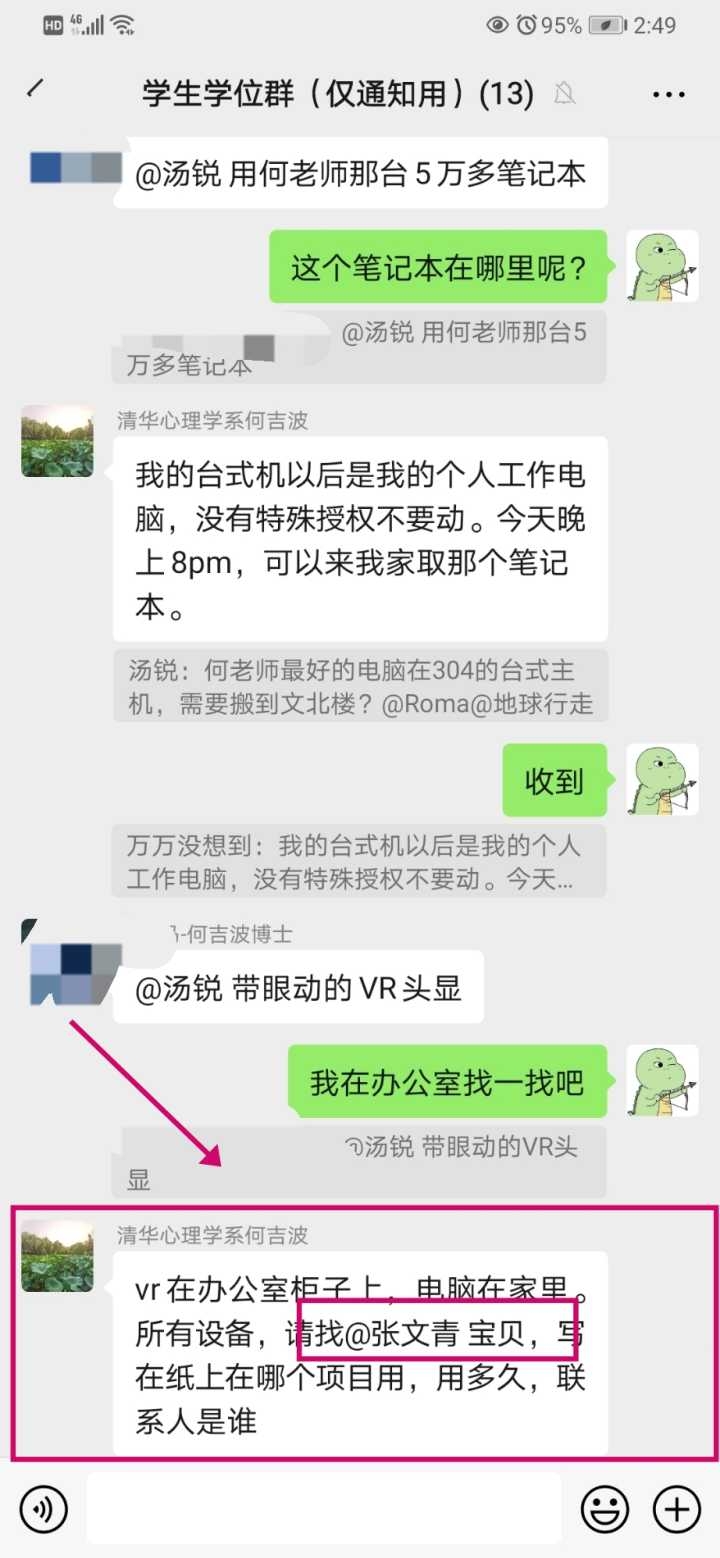 HD 4G 95% 2:49
学生学位群（仅通知用）(13)
@汤锐 用何老师那台5万多笔记本
这个笔记本在哪里呢？
@汤锐 用何老师那台5
万多笔记本
清华心理学系何吉波
我的台式机以后是我的个人工作电
脑，没有特殊授权不要动。今天晚
上8pm，可以来我家取那个笔记
本。
汤锐：何老师最好的电脑在304的台式主
机，需要搬到文北楼？@Roma@地球行走
收到
万万没想到：我的台式机以后是我的个人
工作电脑，没有特殊授权不要动。今天...
-何吉波博士
@汤锐 带眼动的VR头显
我在办公室找一找吧
汤锐 带眼动的VR头
显
清华心理学系何吉波
vr在办公室柜子上，电脑在家里。
所有设备，请找@张文青 宝贝，写
在纸上在哪个项目用，用多久，联
系人是谁